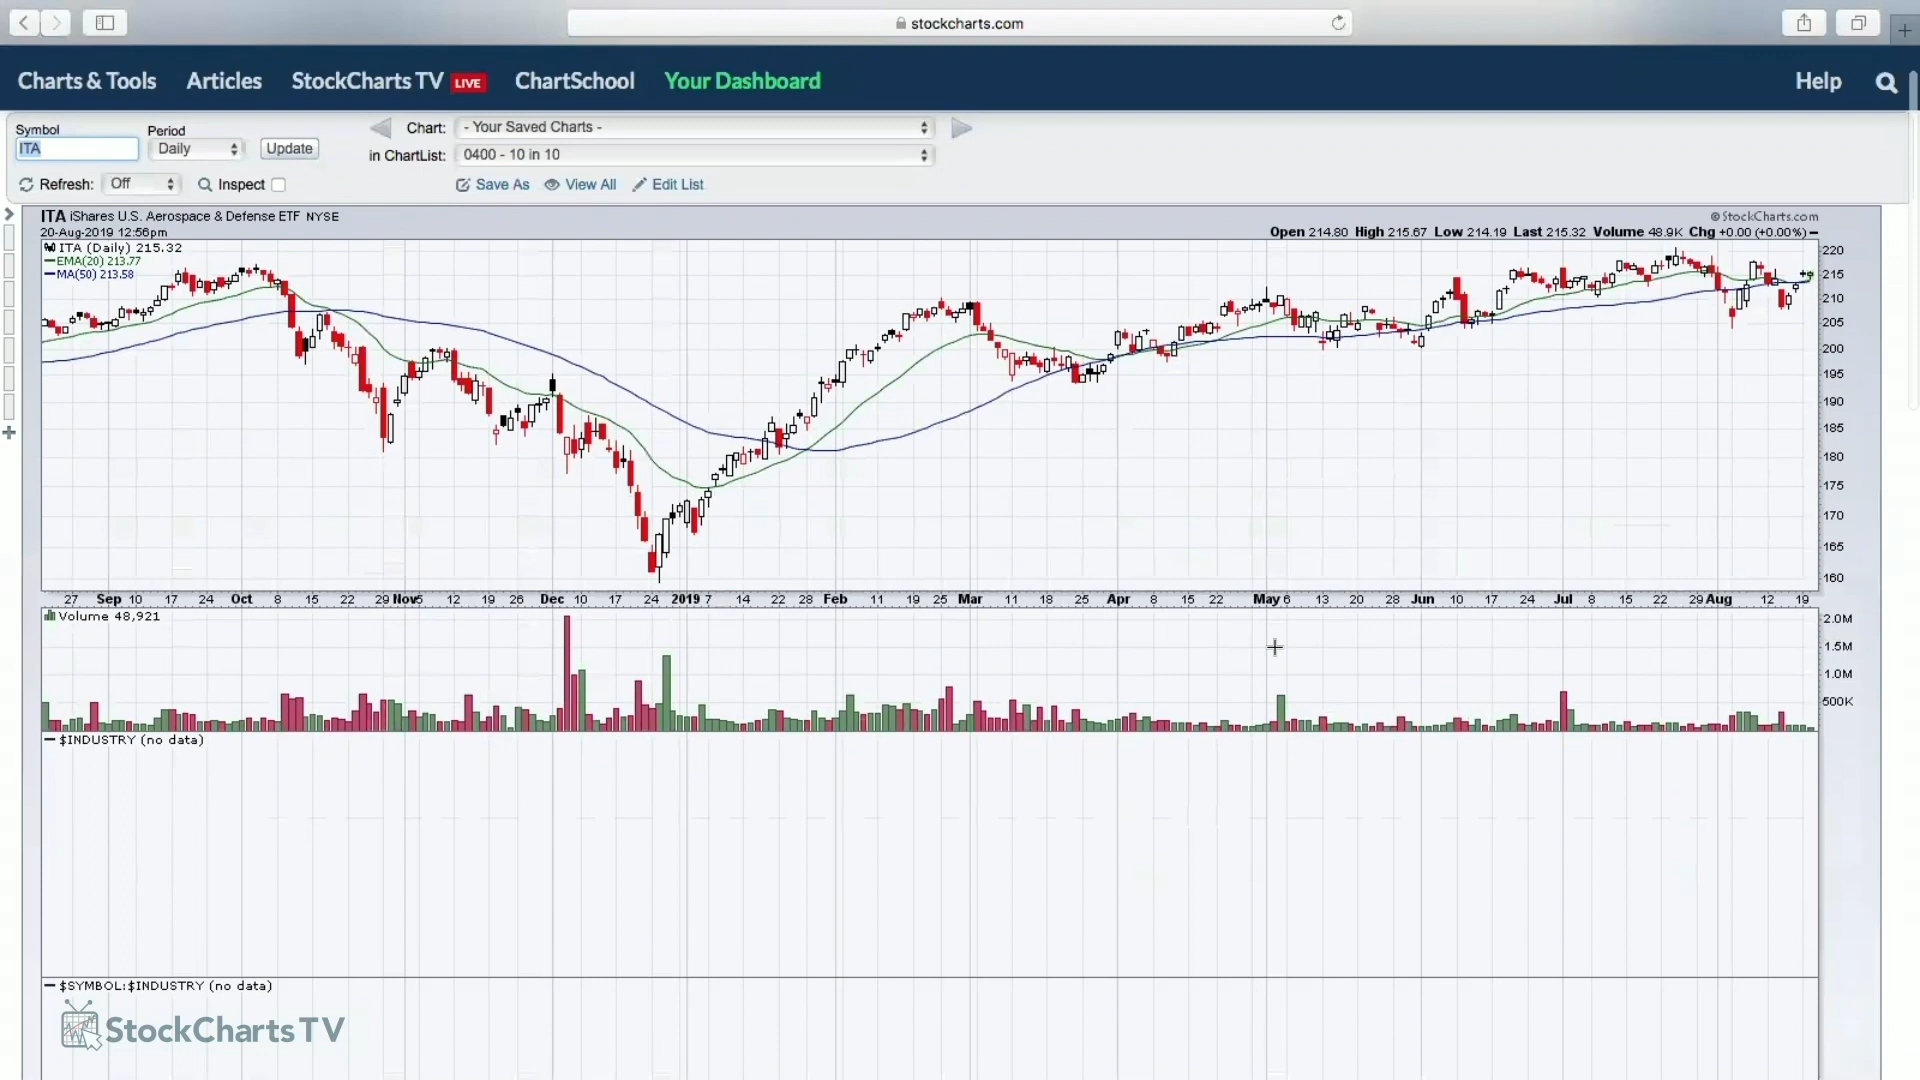 stockcharts.com
Charts & Tools Articles StockCharts TV LIVE ChartSchool Your Dashboard Help
Symbol Period Chart: - Your Saved Charts -
ITA Daily Update in ChartList: 0400 - 10 in 10
Refresh: Off Inspect Save As View All Edit List
ITA iShares U.S. Aerospace & Defense ETF NYSE ©StockCharts.com
20-Aug-2019 12:56pm Open 214.80 High 215.67 Low 214.19 Last 215.32 Volume 48.9K Chg +0.00 (+0.00%)
ITA (Daily) 215.32
EMA(20) 213.77
MA(50) 213.58
220
215
210
205
200
195
190
185
180
175
170
165
160
27 Sep 10 17 24 Oct 8 15 22 29 Nov 5 12 19 26 Dec 10 17 24 2019 7 14 22 28 Feb 11 19 25 Mar 11 18 25 Apr 8 15 22 May 6 13 20 28 Jun 10 17 24 Jul 8 15 22 29 Aug 12 19
Volume 48,921
2.0M
1.5M
1.0M
500K
$INDUSTRY (no data)
$SYMBOL:$INDUSTRY (no data)
StockCharts TV